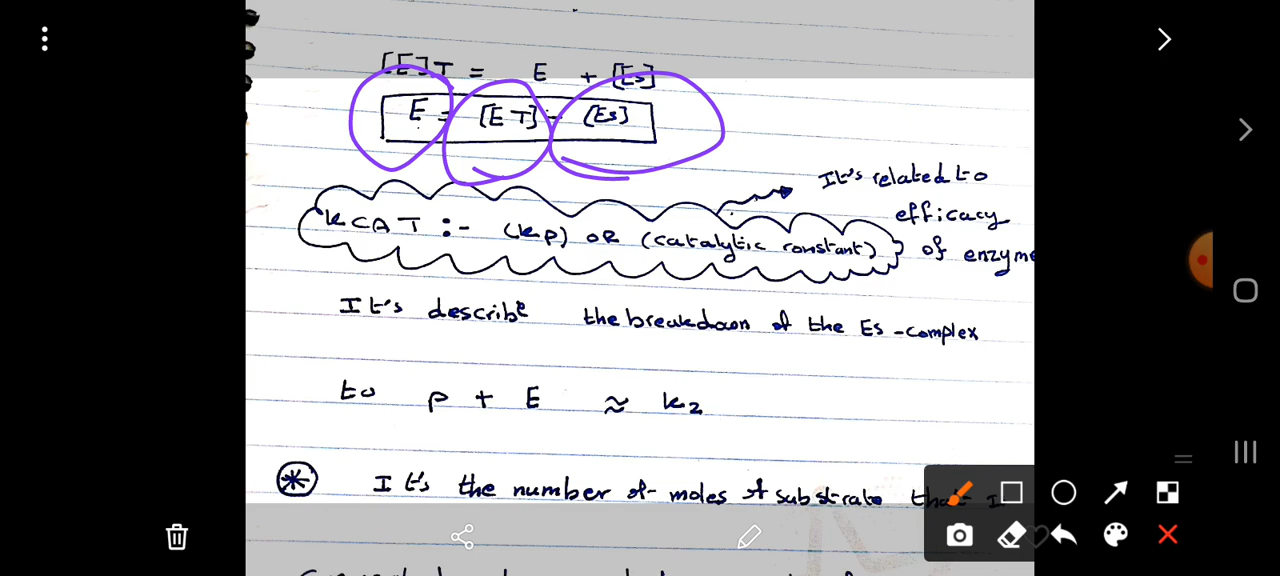 [E]T = E + [Es]
E = [ET] - [Es]
It's related to
efficacy
of enzyme
KCAT :- (kp) OR (catalytic constant)
It's describe the breakdown of the Es-complex
to p + E ≈ k2
It's the number of moles of substrate